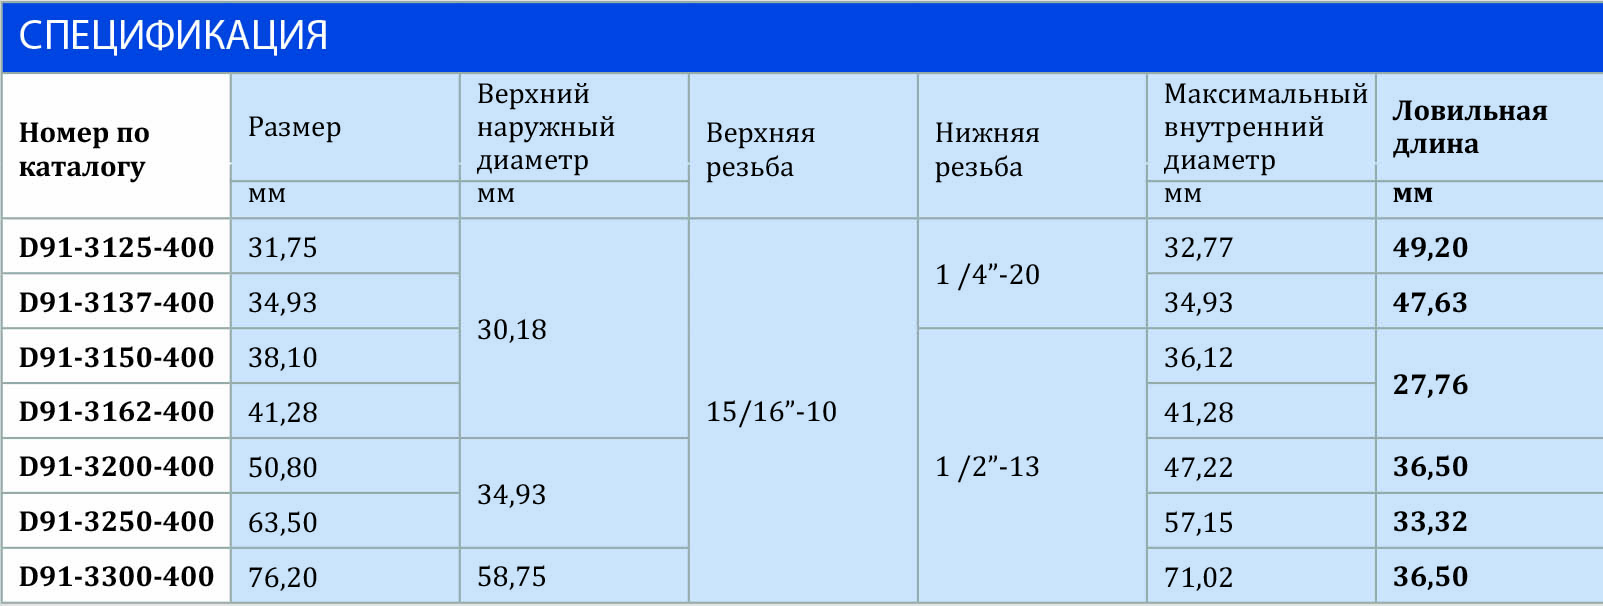 СПЕЦИФИКАЦИЯ
Номер по
каталогу
Размер
мм
Верхний
наружный
диаметр
мм
Верхняя
резьба
Нижняя
резьба
Максимальный
внутренний
диаметр
мм
Ловильная
длина
мм
D91-3125-400 31,75 30,18 15/16”-10 1 /4”-20 32,77 49,20
D91-3137-400 34,93 34,93 47,63
D91-3150-400 38,10 1 /2”-13 36,12 27,76
D91-3162-400 41,28 41,28
D91-3200-400 50,80 34,93 47,22 36,50
D91-3250-400 63,50 57,15 33,32
D91-3300-400 76,20 58,75 71,02 36,50